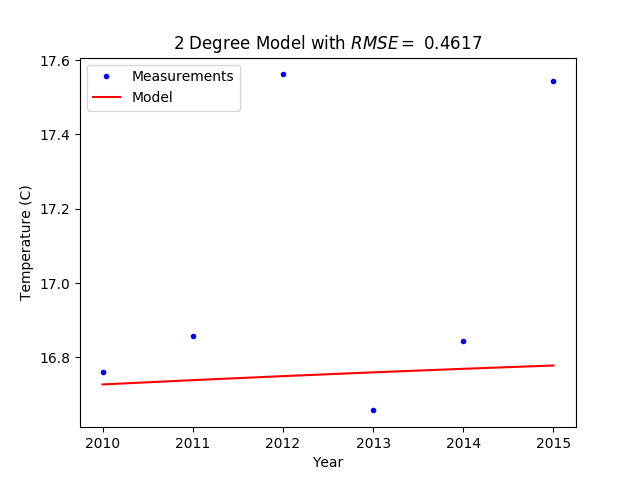 2 Degree Model with RMSE = 0.4617
17.6
17.4
17.2
17.0
16.8
Temperature (C)
Measurements
Model
2010 2011 2012 2013 2014 2015
Year